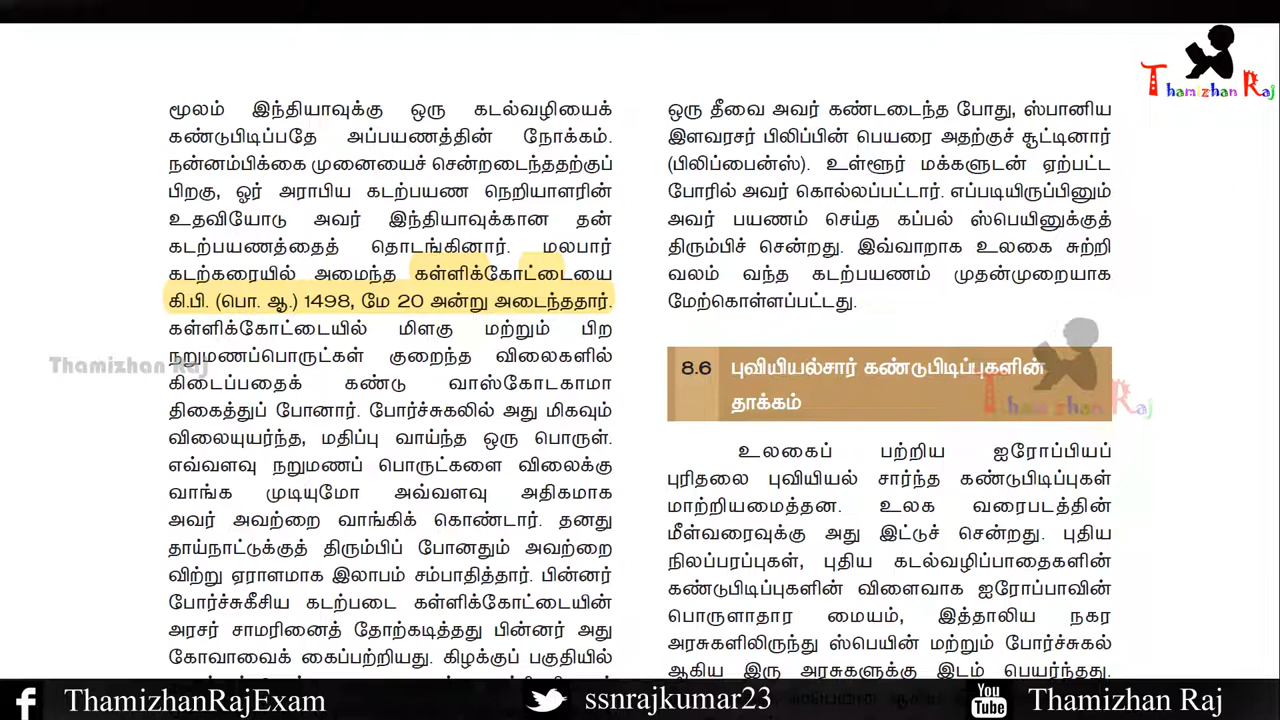 Thamizhan Raj
மூலம் இந்தியாவுக்கு ஒரு கடல்வழியைக்
கண்டுபிடிப்பதே அப்பயணத்தின் நோக்கம்.
நன்னம்பிக்கை முனையைச் சென்றடைந்ததற்குப்
பிறகு, ஓர் அராபிய கடற்பயண நெறியாளரின்
உதவியோடு அவர் இந்தியாவுக்கான தன்
கடற்பயணத்தைத் தொடங்கினார். மலபார்
கடற்கரையில் அமைந்த கள்ளிக்கோட்டையை
கி.பி. (பொ. ஆ.) 1498, மே 20 அன்று அடைந்ததார்.
கள்ளிக்கோட்டையில் மிளகு மற்றும் பிற
நறுமணப்பொருட்கள் குறைந்த விலைகளில்
கிடைப்பதைக் கண்டு வாஸ்கோடகாமா
திகைத்துப் போனார். போர்ச்சுகலில் அது மிகவும்
விலையுயர்ந்த, மதிப்பு வாய்ந்த ஒரு பொருள்.
எவ்வளவு நறுமணப் பொருட்களை விலைக்கு
வாங்க முடியுமோ அவ்வளவு அதிகமாக
அவர் அவற்றை வாங்கிக் கொண்டார். தனது
தாய்நாட்டுக்குத் திரும்பிப் போனதும் அவற்றை
விற்று ஏராளமாக இலாபம் சம்பாதித்தார். பின்னர்
போர்ச்சுகீசிய கடற்படை கள்ளிக்கோட்டையின்
அரசர் சாமரினைத் தோற்கடித்தது பின்னர் அது
கோவாவைக் கைப்பற்றியது. கிழக்குப் பகுதியில்
Thamizhan Raj
ஒரு தீவை அவர் கண்டடைந்த போது, ஸ்பானிய
இளவரசர் பிலிப்பின் பெயரை அதற்குச் சூட்டினார்
(பிலிப்பைன்ஸ்). உள்ளூர் மக்களுடன் ஏற்பட்ட
போரில் அவர் கொல்லப்பட்டார். எப்படியிருப்பினும்
அவர் பயணம் செய்த கப்பல் ஸ்பெயினுக்குத்
திரும்பிச் சென்றது. இவ்வாறாக உலகை சுற்றி
வலம் வந்த கடற்பயணம் முதன்முறையாக
மேற்கொள்ளப்பட்டது.
8.6 புவியியல்சார் கண்டுபிடிப்புகளின்
தாக்கம்
Thamizhan Raj
உலகைப் பற்றிய ஐரோப்பியப்
புரிதலை புவியியல் சார்ந்த கண்டுபிடிப்புகள்
மாற்றியமைத்தன. உலக வரைபடத்தின்
மீள்வரைவுக்கு அது இட்டுச் சென்றது. புதிய
நிலப்பரப்புகள், புதிய கடல்வழிப்பாதைகளின்
கண்டுபிடிப்புகளின் விளைவாக ஐரோப்பாவின்
பொருளாதார மையம், இத்தாலிய நகர
அரசுகளிலிருந்து ஸ்பெயின் மற்றும் போர்ச்சுகல்
ஆகிய இரு அரசுகளுக்கு இடம் பெயர்ந்தது.
f ThamizhanRajExam
ssnrajkumar23
You Tube Thamizhan Raj